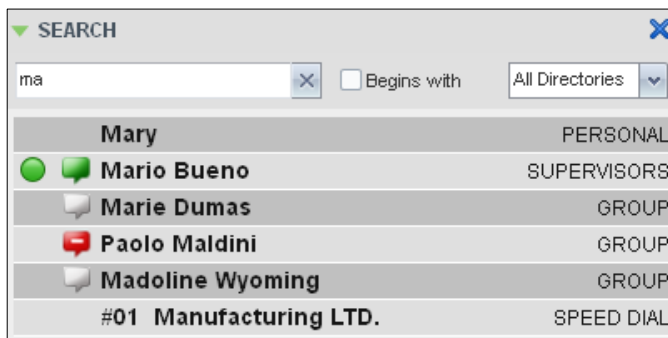 SEARCH
ma Begins with All Directories
Mary PERSONAL
Mario Bueno SUPERVISORS
Marie Dumas GROUP
Paolo Maldini GROUP
Madoline Wyoming GROUP
#01 Manufacturing LTD. SPEED DIAL